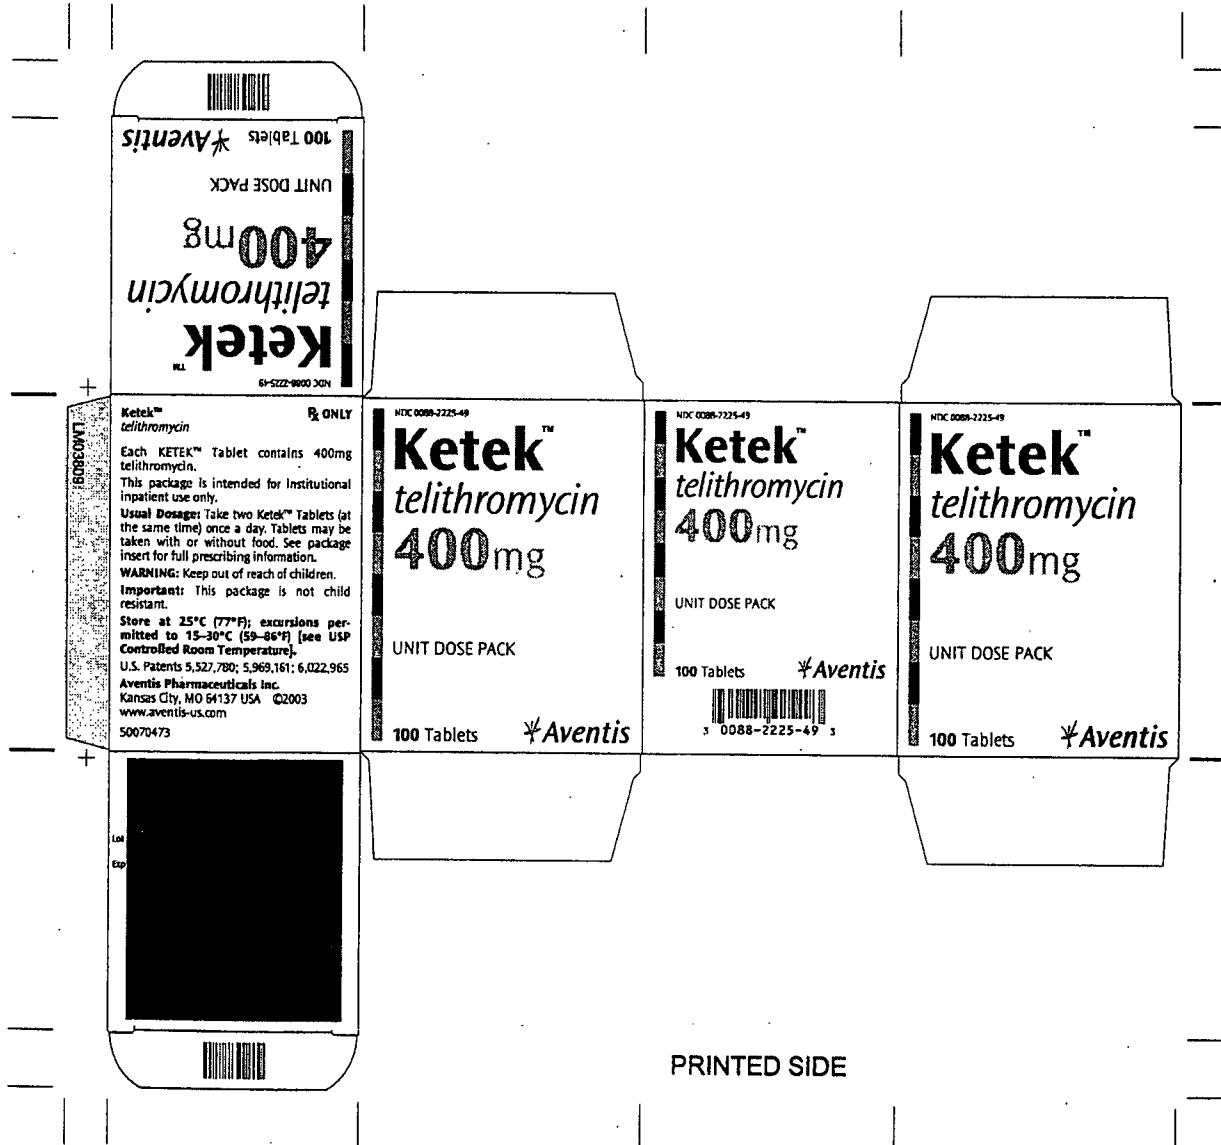 Aventis
100 Tablets
UNIT DOSE PACK
400mg
telithromycin
Ketek™
NDC 0088-2225-49
LM03809
Ketek™ ℞ ONLY
telithromycin
Each KETEK™ Tablet contains 400mg
telithromycin.
This package is intended for institutional
inpatient use only.
Usual Dosage: Take two Ketek™ Tablets (at
the same time) once a day. Tablets may be
taken with or without food. See package
insert for full prescribing information.
WARNING: Keep out of reach of children.
Important: This package is not child
resistant.
Store at 25°C (77°F); excursions per-
mitted to 15–30°C (59–86°F) [see USP
Controlled Room Temperature].
U.S. Patents 5,527,780; 5,969,161; 6,022,965
Aventis Pharmaceuticals Inc.
Kansas City, MO 64137 USA ©2003
www.aventis-us.com
50070473
NDC 0088-2225-49
Ketek™
telithromycin
400mg
UNIT DOSE PACK
100 Tablets Aventis
NDC 0088-2225-49
Ketek™
telithromycin
400mg
UNIT DOSE PACK
100 Tablets Aventis
3 0088-2225-49 3
NDC 0088-2225-49
Ketek™
telithromycin
400mg
UNIT DOSE PACK
100 Tablets Aventis
Lot
Exp
PRINTED SIDE